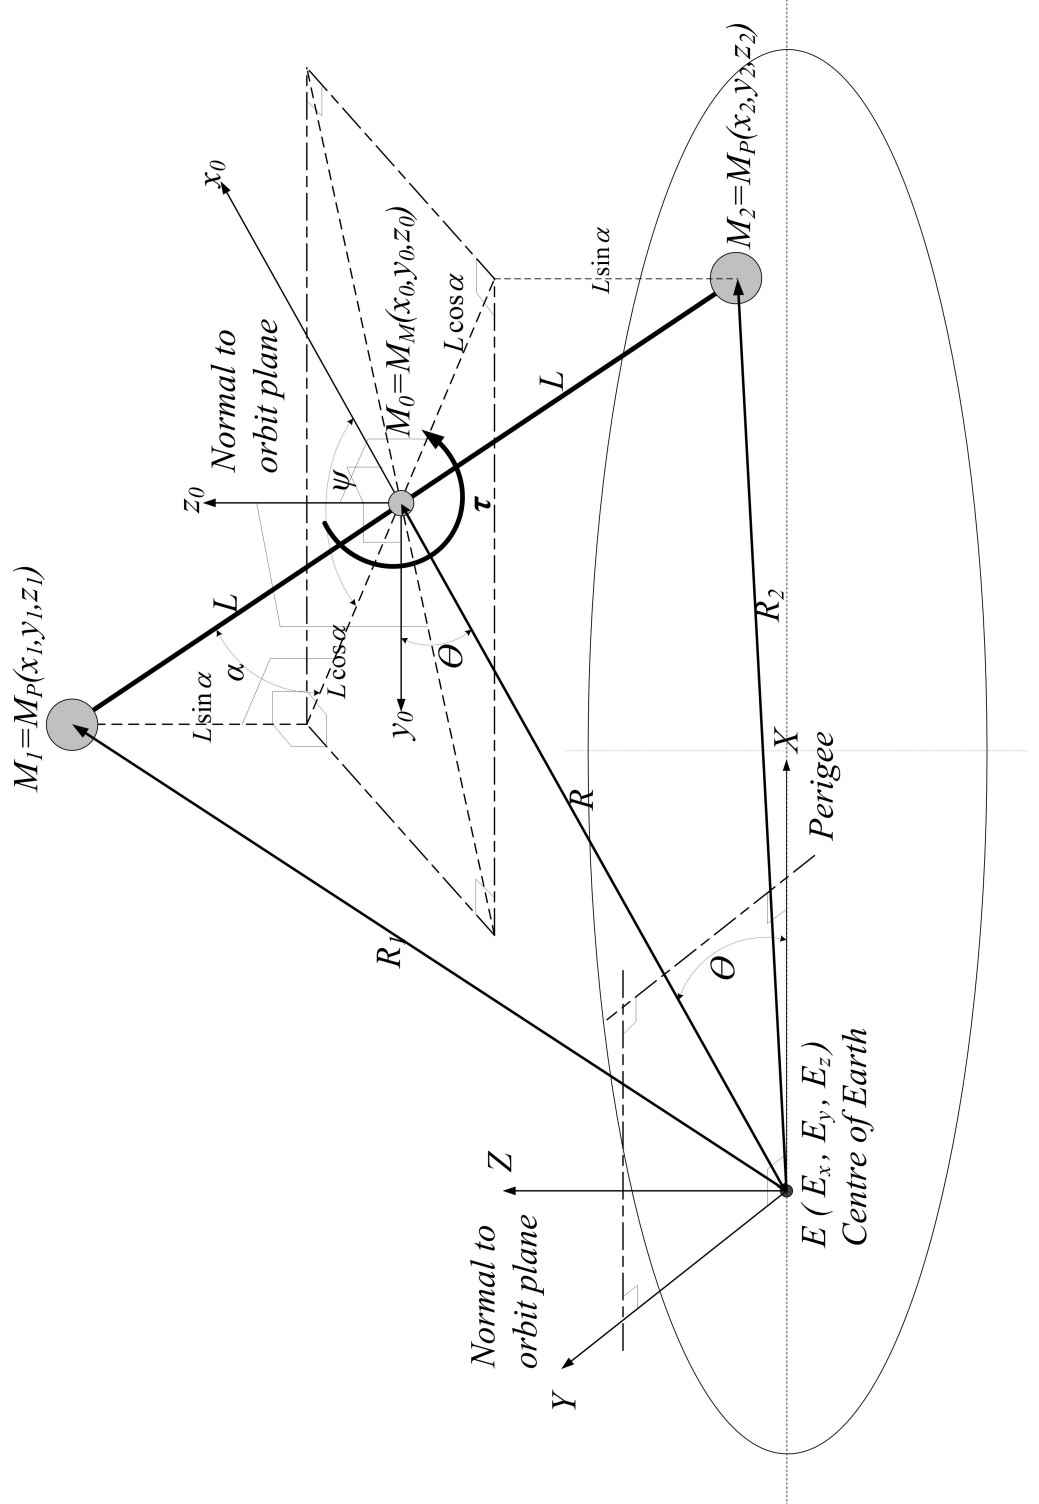 M1=MP(x1,y1,z1)
L sin α
α
L
L cos α
z0
Normal to
orbit plane
ψ
x0
y0
θ
τ
M0=MM(x0,y0,z0)
L cos α
L
L sin α
M2=MP(x2,y2,z2)
R1
R
R2
Normal to
orbit plane
Z
Y
θ
X
Perigee
E ( Ex , Ey , Ez )
Centre of Earth